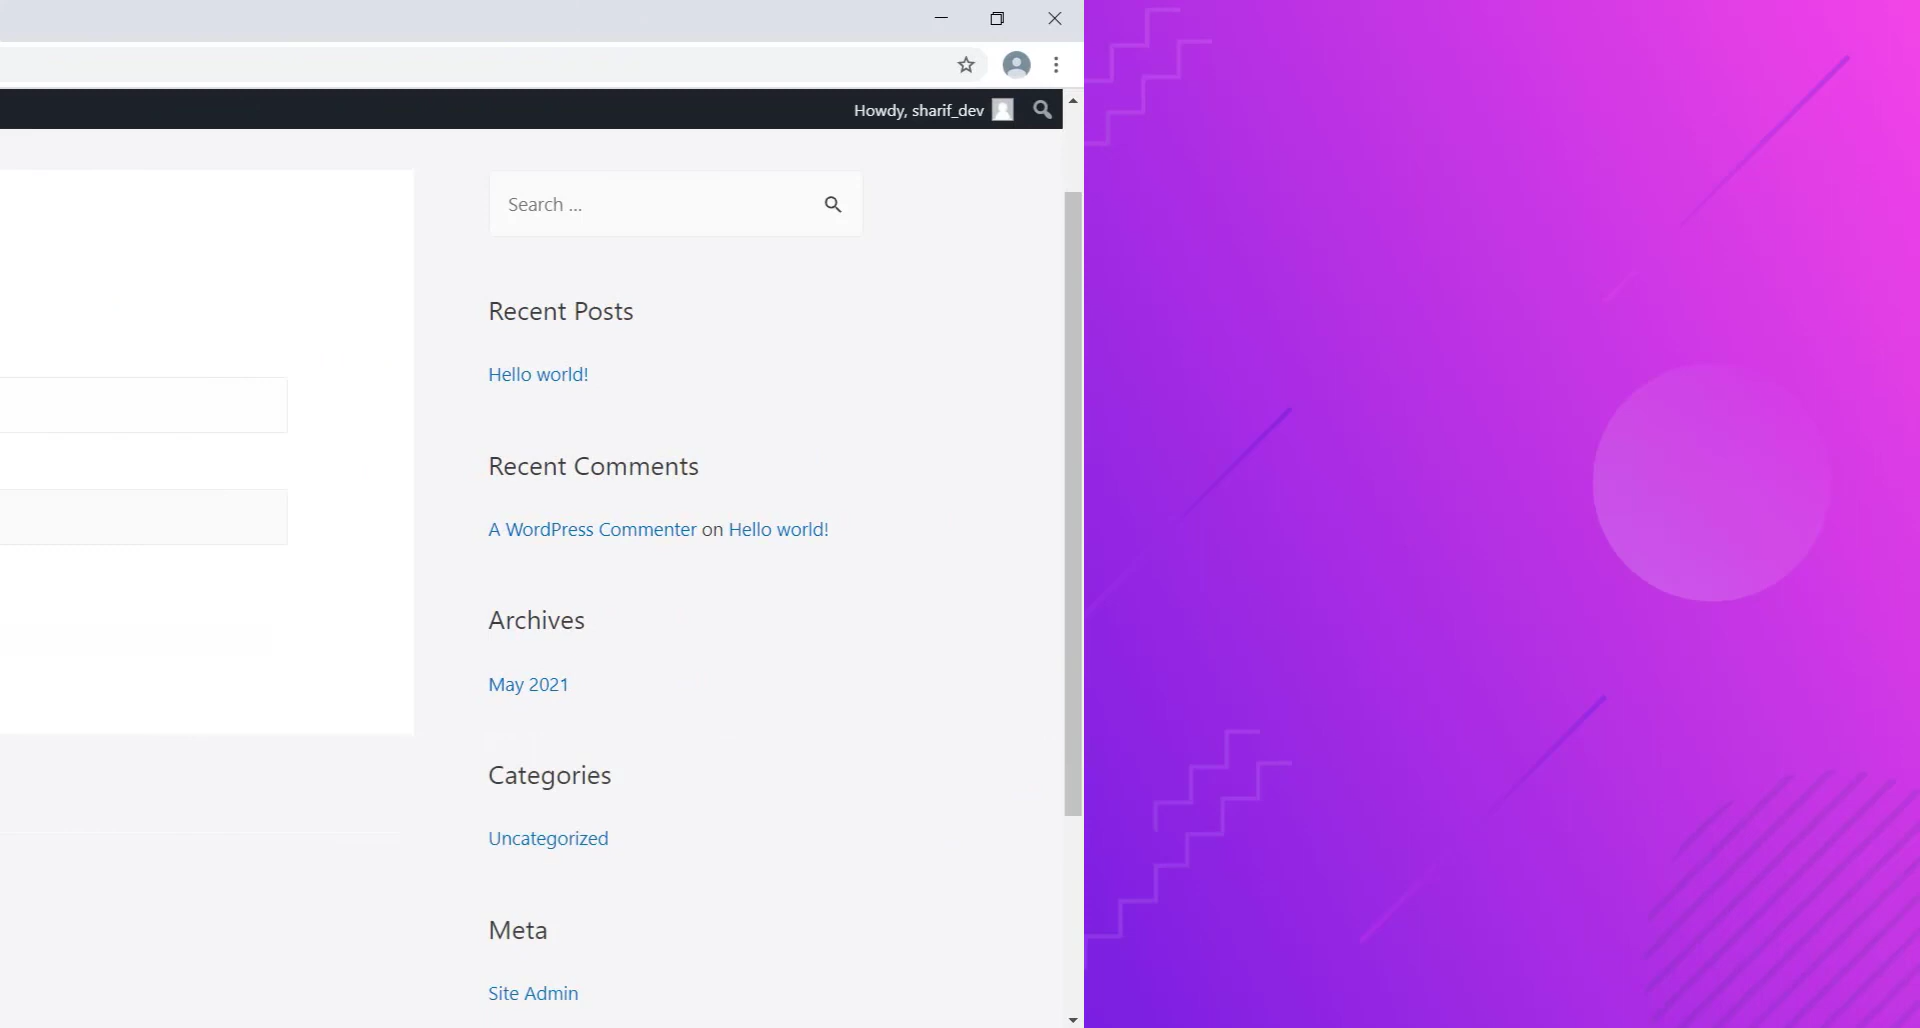 Howdy, sharif_dev
Search ...
Recent Posts
Hello world!
Recent Comments
A WordPress Commenter on Hello world!
Archives
May 2021
Categories
Uncategorized
Meta
Site Admin